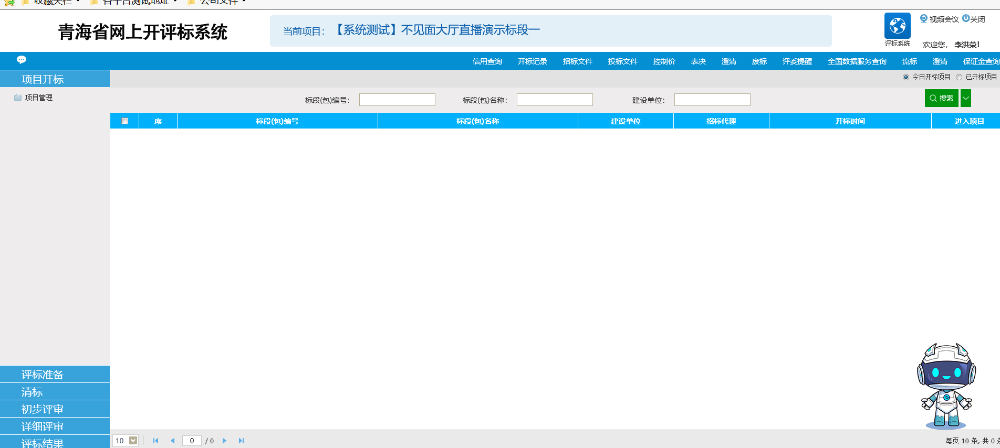 收藏夹栏 各平台测试地址 公司文件
青海省网上开评标系统
当前项目： 【系统测试】不见面大厅直播演示标段一
评标系统
视频会议 关闭
欢迎您， 李洪荣！
信用查询 开标记录 招标文件 投标文件 控制价 表决 澄清 废标 评委提醒 全国数据服务查询 流标 澄清 保证金查询
项目开标
今日开标项目 已开标项目
项目管理
标段(包)编号： 标段(包)名称： 建设单位： 搜索
序 标段(包)编号 标段(包)名称 建设单位 招标代理 开标时间 进入项目
评标准备
清标
初步评审
详细评审
评标结果
10 0 / 0 每页 10 条, 共 0